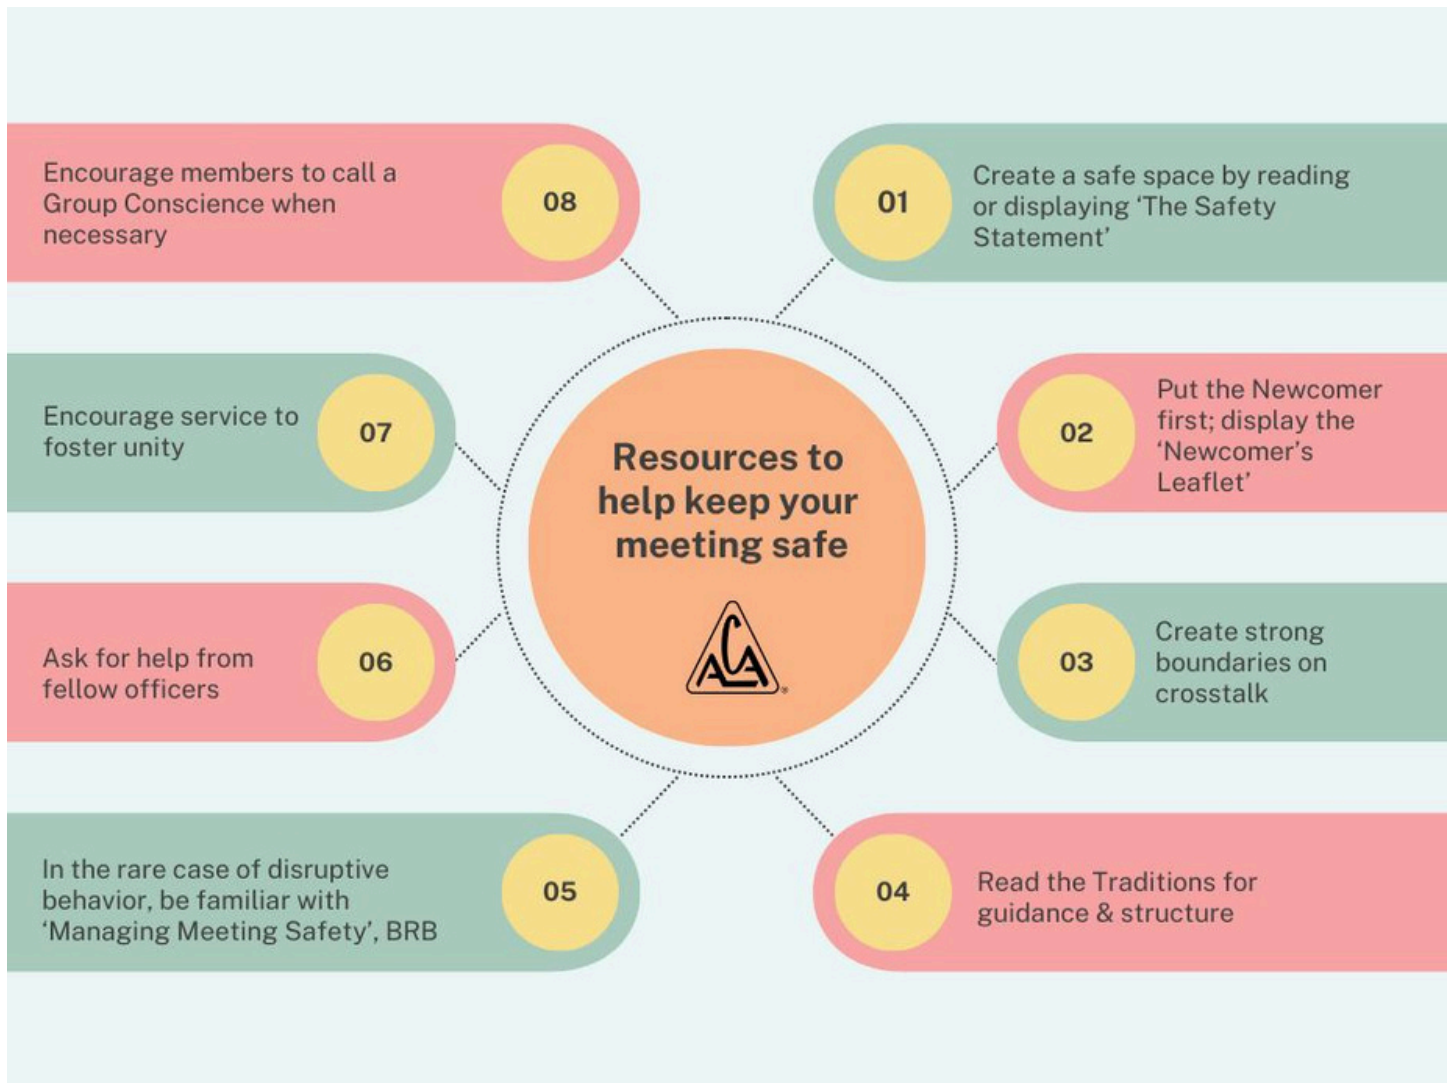 Resources to
help keep your
meeting safe
ACA
®
01
Create a safe space by reading
or displaying ‘The Safety
Statement’
02
Put the Newcomer
first; display the
‘Newcomer’s
Leaflet’
03
Create strong
boundaries on
crosstalk
04
Read the Traditions for
guidance & structure
05
In the rare case of disruptive
behavior, be familiar with
‘Managing Meeting Safety’, BRB
06
Ask for help from
fellow officers
07
Encourage service to
foster unity
08
Encourage members to call a
Group Conscience when
necessary